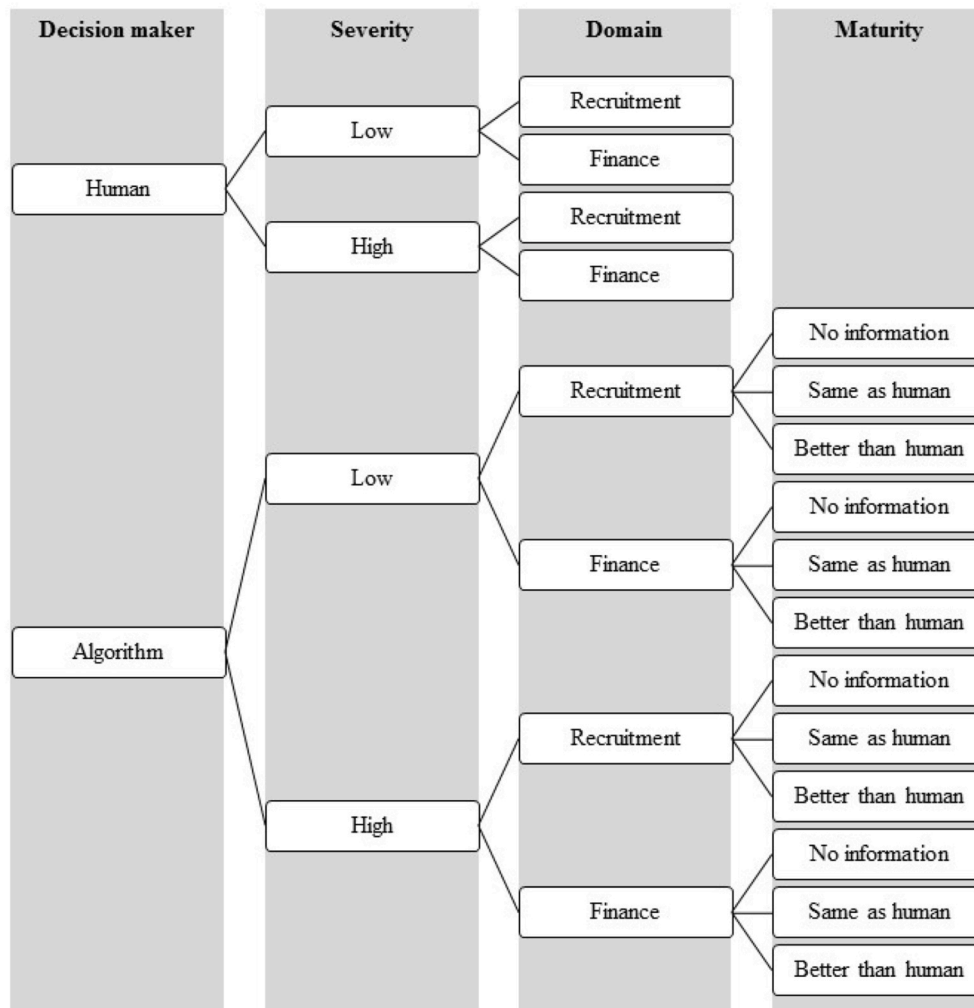 Decision maker Severity Domain Maturity
Recruitment
Low
Finance
Human
Recruitment
High
Finance
No information
Recruitment Same as human
Better than human
Low
No information
Finance Same as human
Better than human
Algorithm
No information
Recruitment Same as human
Better than human
High
No information
Finance Same as human
Better than human